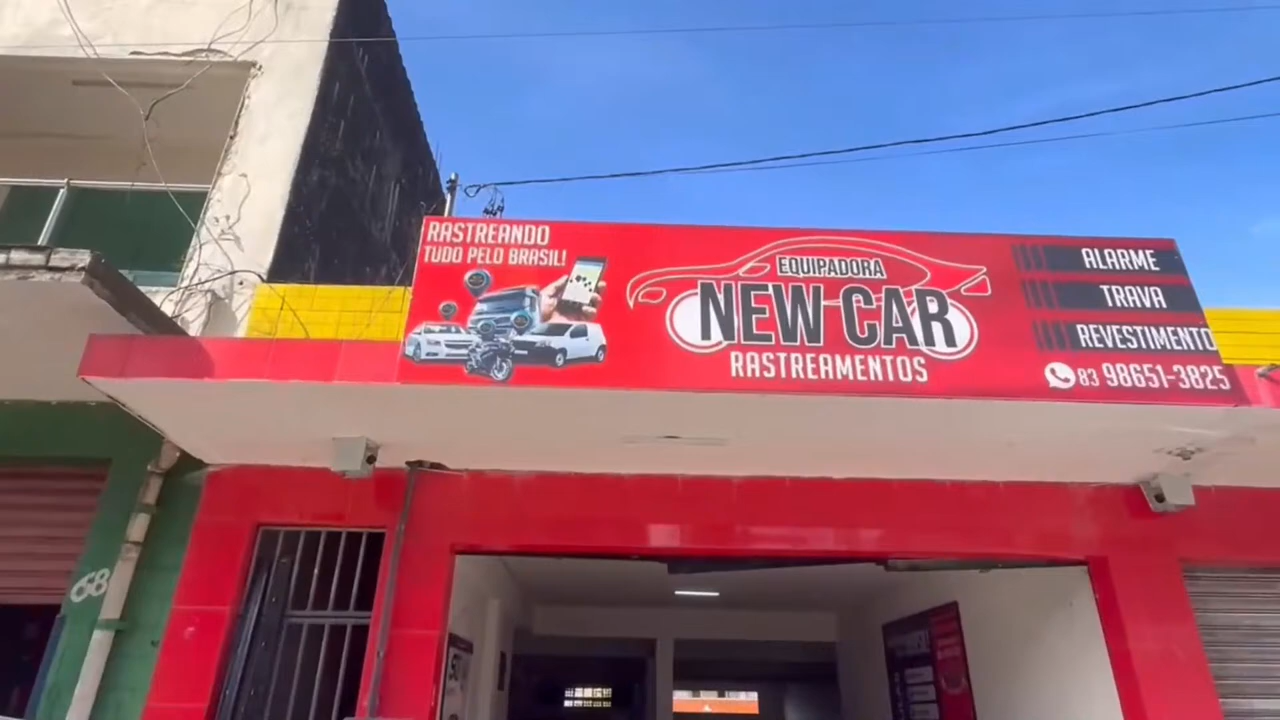 RASTREANDO
TUDO PELO BRASIL!
EQUIPADORA
NEW CAR
RASTREAMENTOS
ALARME
TRAVA
REVESTIMENTO
83 98651-3825
68